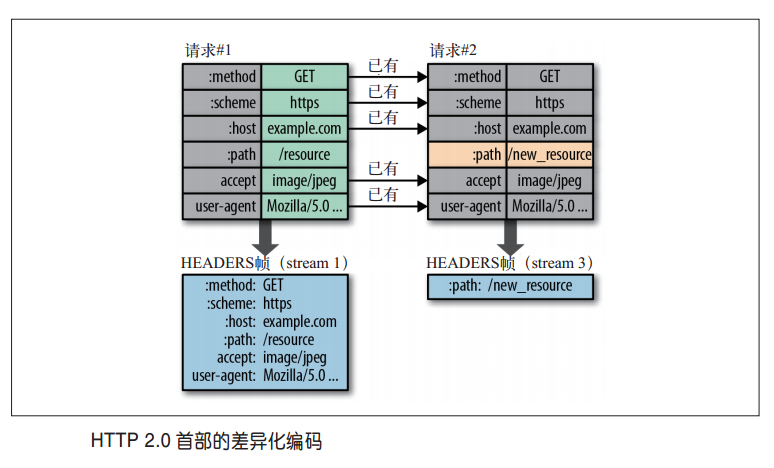 请求#1
请求#2
:method GET 已有 :method GET
:scheme https 已有 :scheme https
:host example.com 已有 :host example.com
:path /resource :path /new_resource
accept image/jpeg 已有 accept image/jpeg
user-agent Mozilla/5.0 ... 已有 user-agent Mozilla/5.0 ...
HEADERS帧（stream 1）
:method: GET
:scheme: https
:host: example.com
:path: /resource
accept: image/jpeg
user-agent: Mozilla/5.0 ...
HEADERS帧（stream 3）
:path: /new_resource
HTTP 2.0 首部的差异化编码